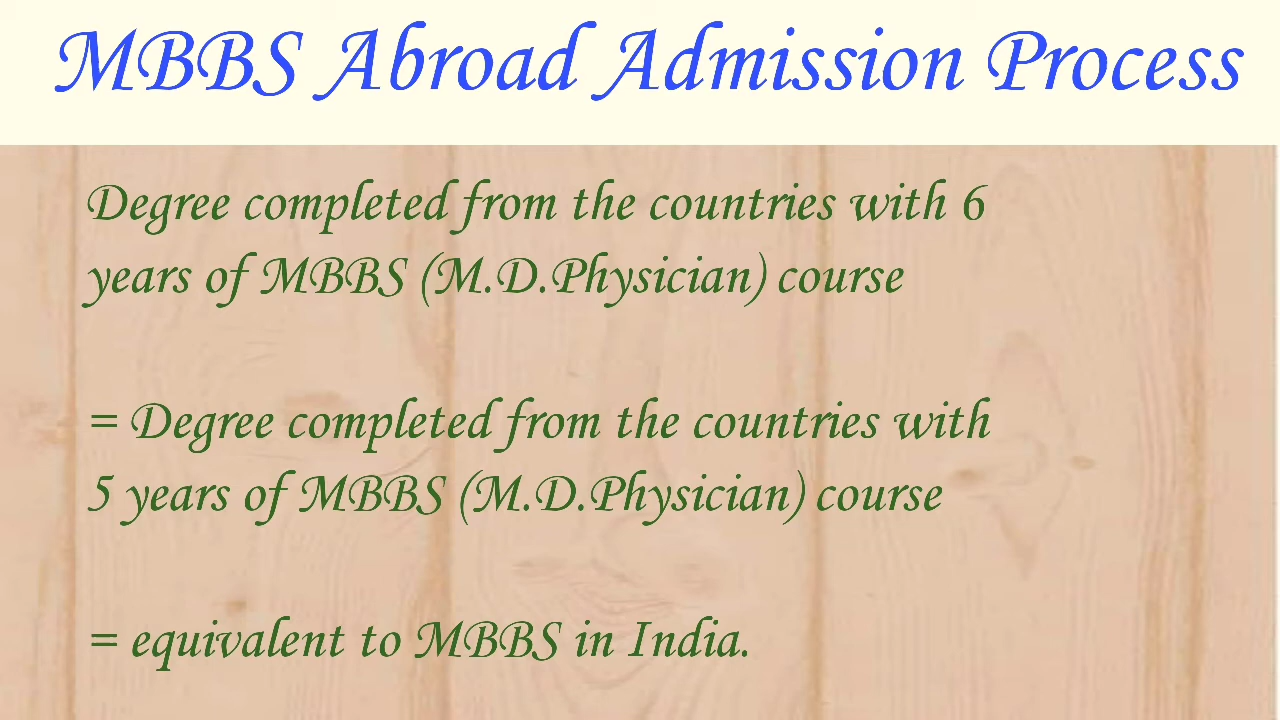 MBBS Abroad Admission Process
Degree completed from the countries with 6
years of MBBS (M.D.Physician) course
= Degree completed from the countries with
5 years of MBBS (M.D.Physician) course
= equivalent to MBBS in India.